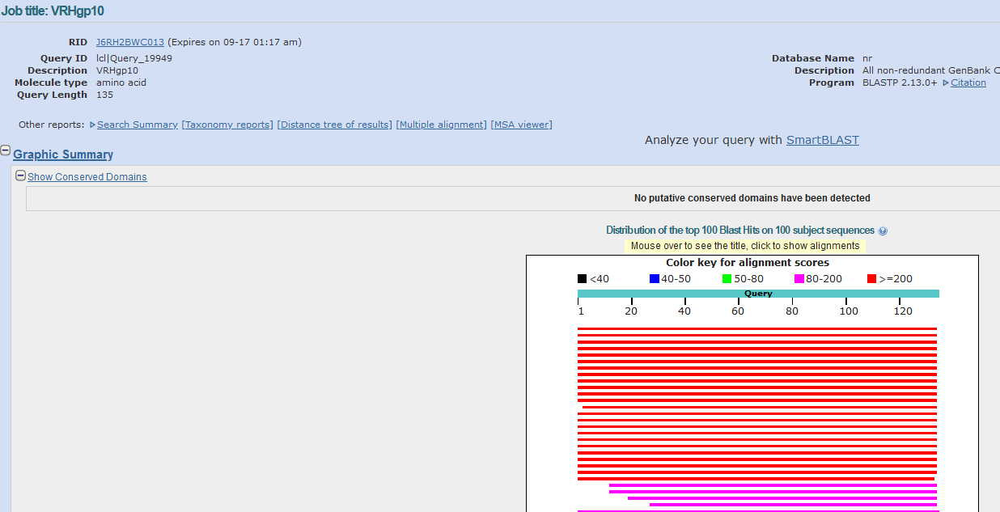 Job title: VRHgp10
RID J6RH2BWC013 (Expires on 09-17 01:17 am)
Query ID lcl|Query_19949
Description VRHgp10
Molecule type amino acid
Query Length 135
Database Name nr
Description All non-redundant GenBank C
Program BLASTP 2.13.0+ Citation
Other reports: Search Summary [Taxonomy reports] [Distance tree of results] [Multiple alignment] [MSA viewer]
Analyze your query with SmartBLAST
Graphic Summary
Show Conserved Domains
No putative conserved domains have been detected
Distribution of the top 100 Blast Hits on 100 subject sequences
Mouse over to see the title, click to show alignments
Color key for alignment scores
<40 40-50 50-80 80-200 >=200
Query
1 20 40 60 80 100 120